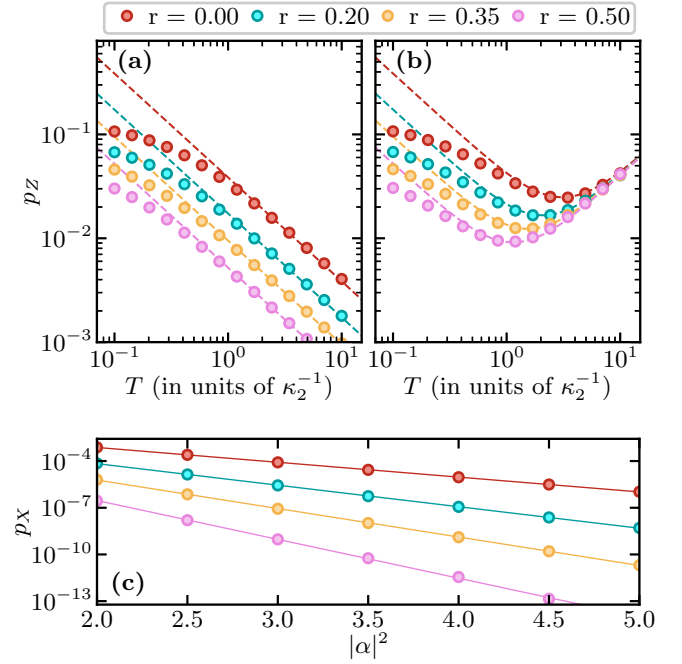 r = 0.00 r = 0.20 r = 0.35 r = 0.50
(a) (b)
10⁻¹
10⁻²
10⁻³
p_Z
10⁻¹ 10⁰ 10¹ 10⁻¹ 10⁰ 10¹
T (in units of κ₂⁻¹) T (in units of κ₂⁻¹)
10⁻⁴
10⁻⁷
10⁻¹⁰
10⁻¹³
p_X
(c)
2.0 2.5 3.0 3.5 4.0 4.5 5.0
|α|²